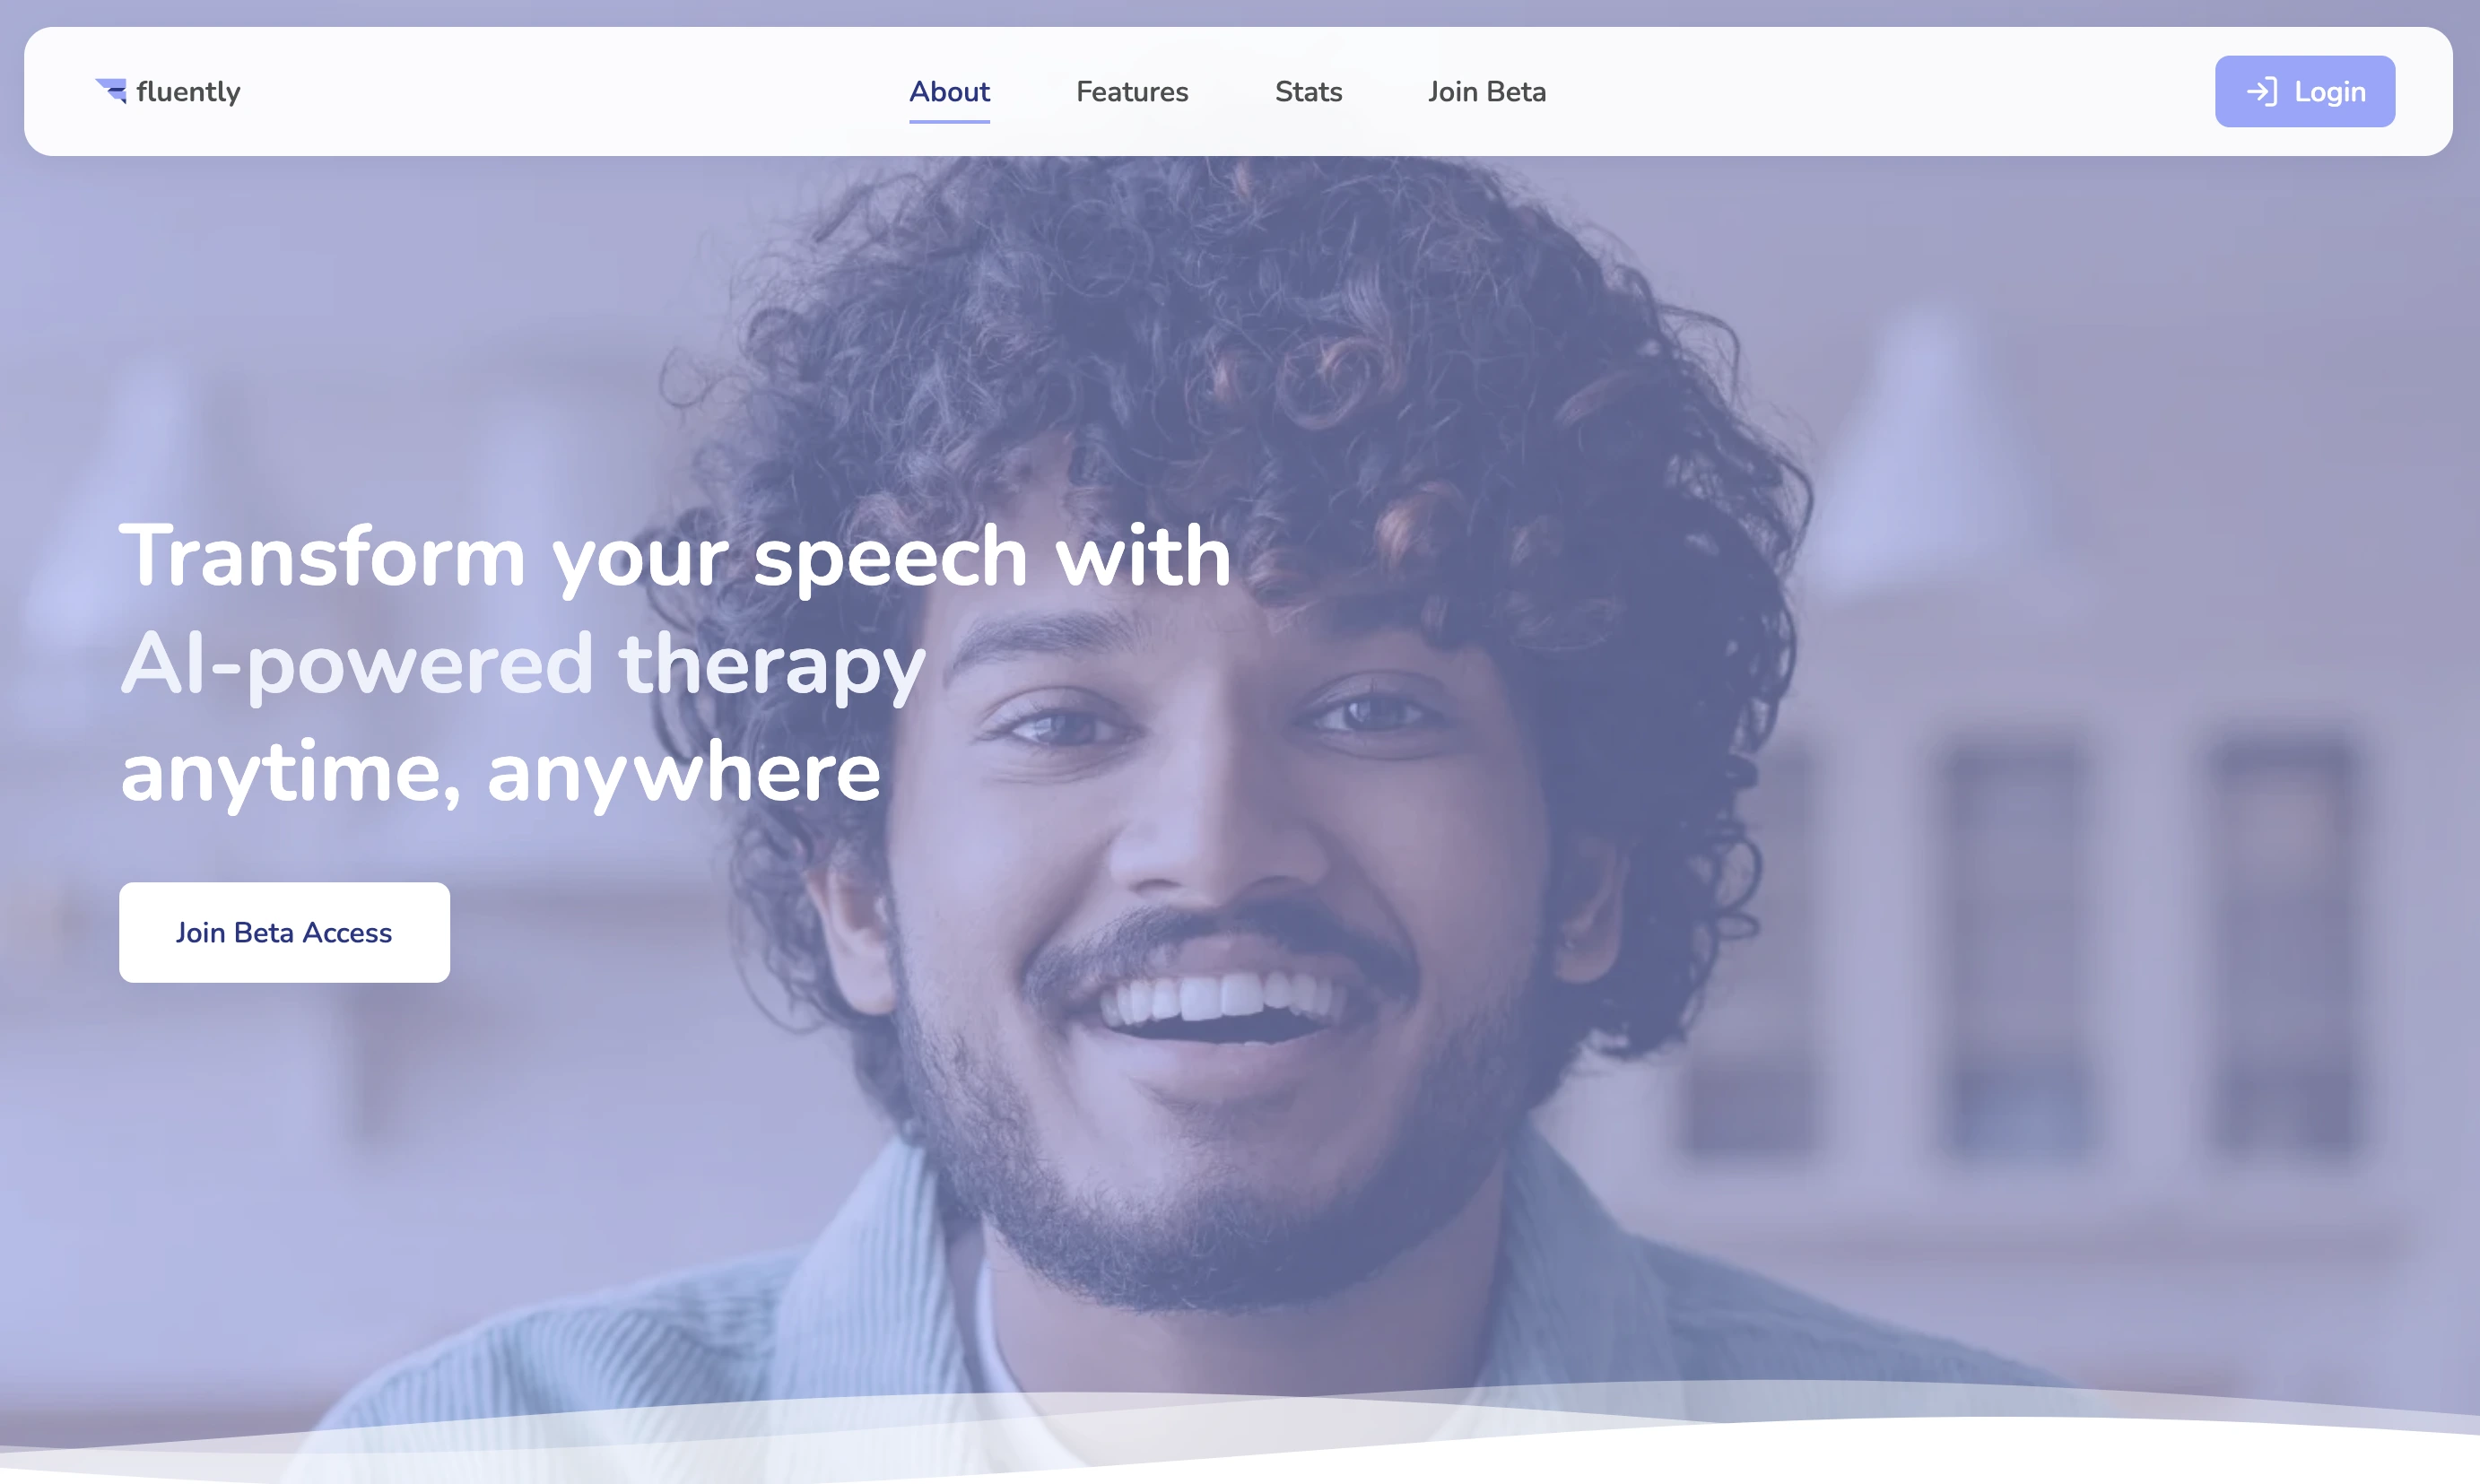 fluently
About
Features
Stats
Join Beta
Login
Transform your speech with
AI-powered therapy
anytime, anywhere
Join Beta Access